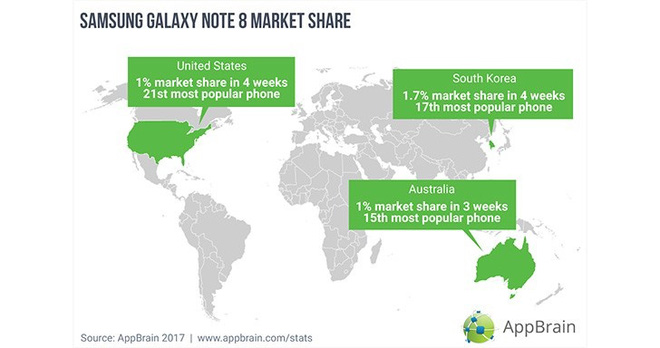 SAMSUNG GALAXY NOTE 8 MARKET SHARE
United States
1% market share in 4 weeks
21st most popular phone
South Korea
1.7% market share in 4 weeks
17th most popular phone
Australia
1% market share in 3 weeks
15th most popular phone
Source: AppBrain 2017 | www.appbrain.com/stats
AppBrain